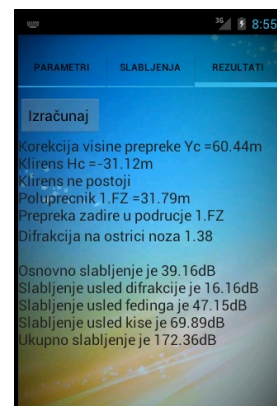 3G 8:55
PARAMETRI SLABLJENJA REZULTATI
Izračunaj
Korekcija visine prepreke Yc =60.44m
Klirens Hc =-31.12m
Klirens ne postoji
Poluprecnik 1.FZ =31.79m
Prepreka zadire u podrucje 1.FZ
Difrakcija na ostrici noza 1.38
Osnovno slabljenje je 39.16dB
Slabljenje usled difrakcije je 16.16dB
Slabljenje usled fedinga je 47.15dB
Slabljenje usled kise je 69.89dB
Ukupno slabljenje je 172.36dB